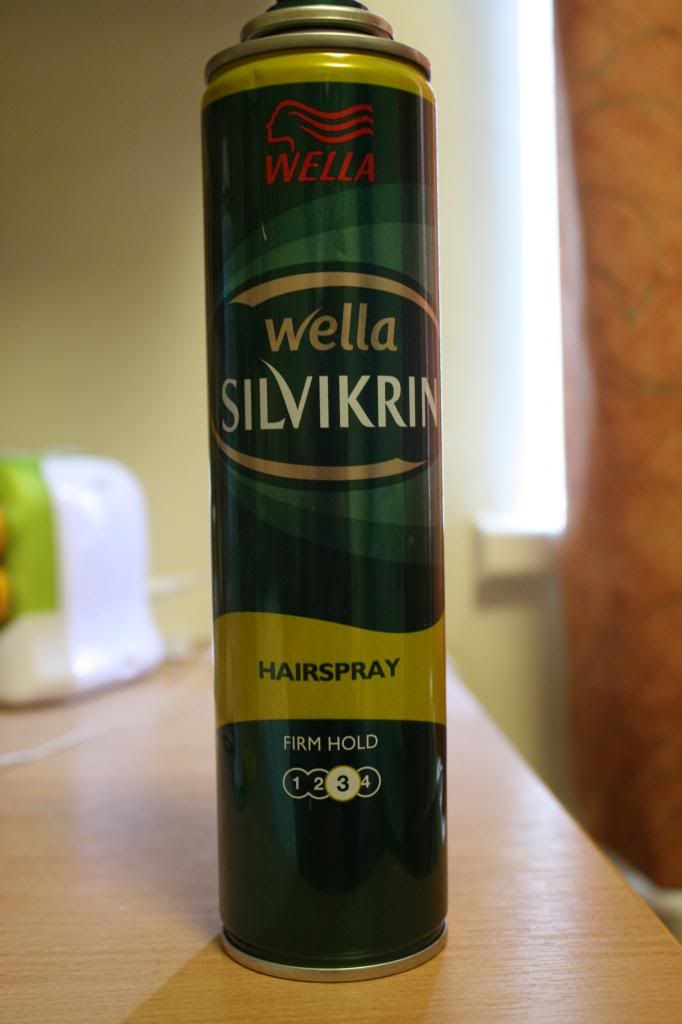 WELLA
wella
SILVIKRIN
HAIRSPRAY
FIRM HOLD
1 2 3 4